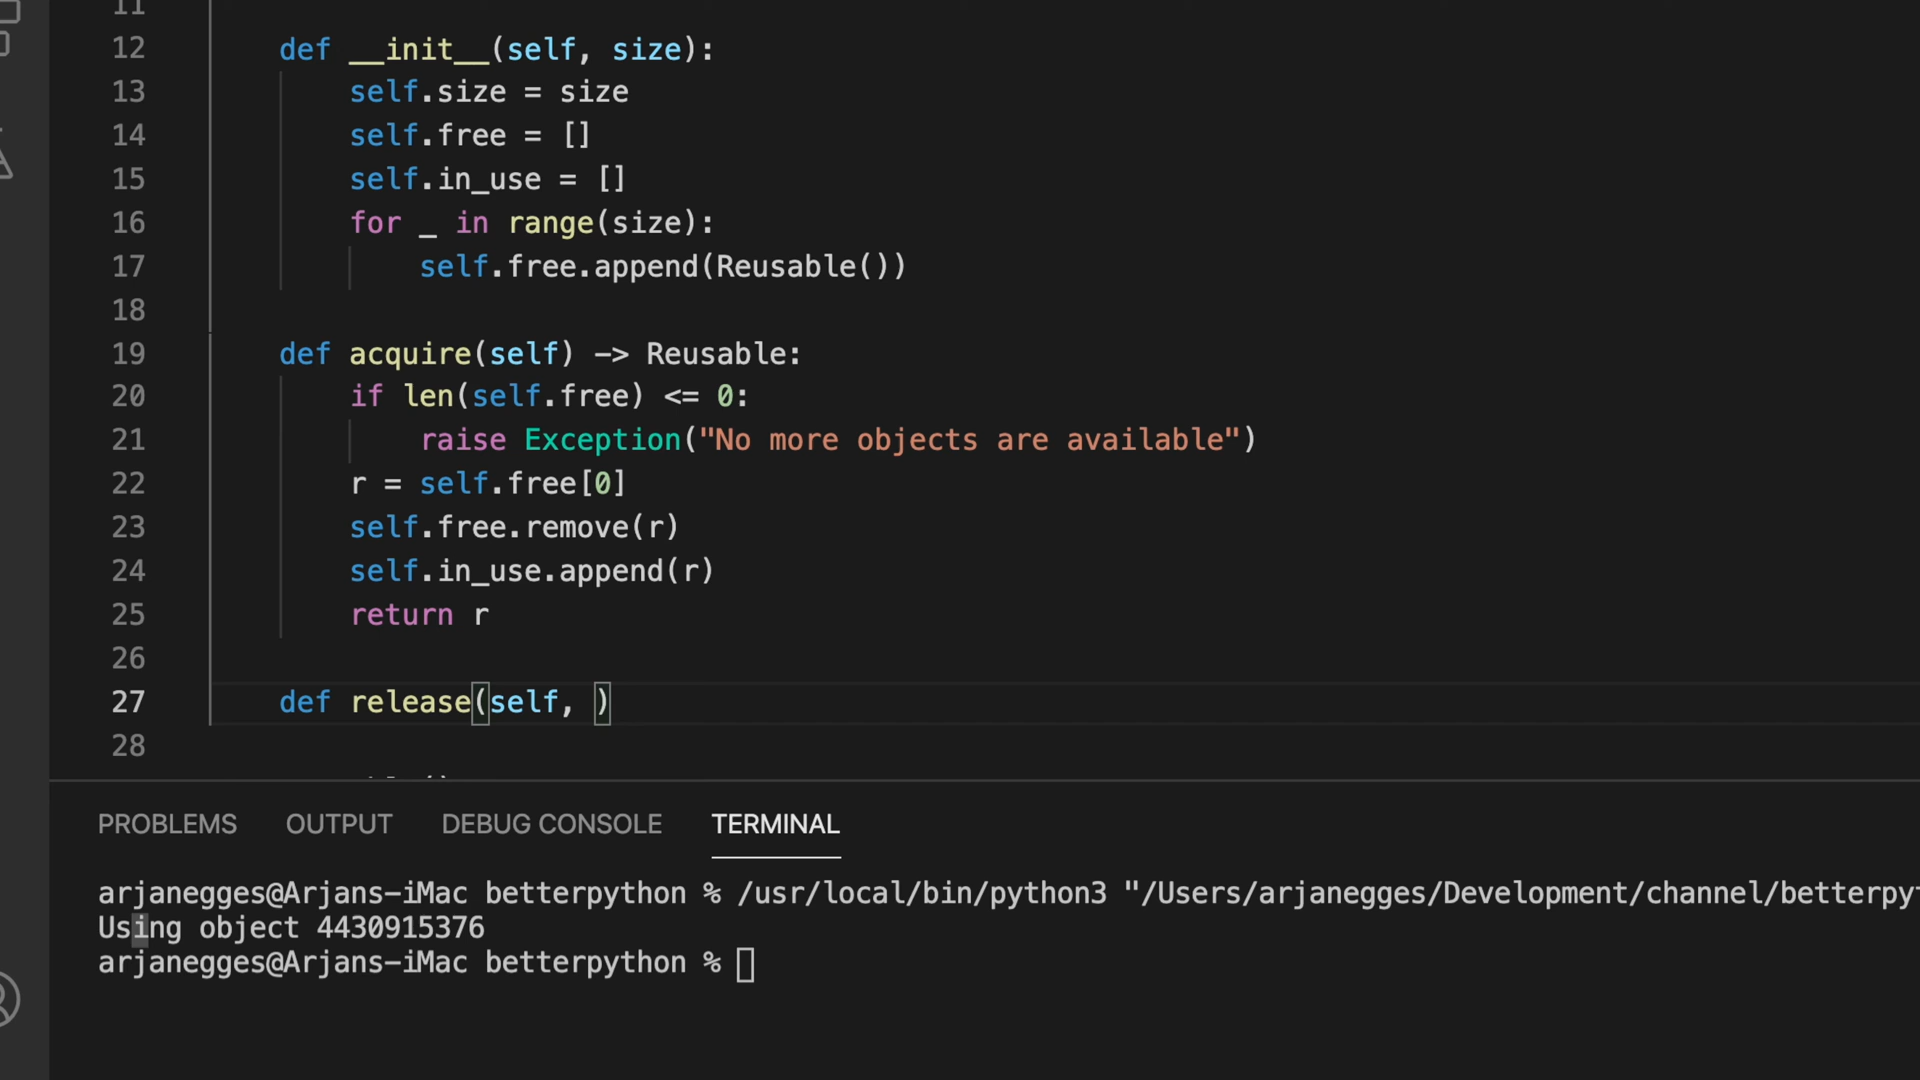 11
12 def __init__(self, size):
13 self.size = size
14 self.free = []
15 self.in_use = []
16 for _ in range(size):
17 self.free.append(Reusable())
18
19 def acquire(self) -> Reusable:
20 if len(self.free) <= 0:
21 raise Exception("No more objects are available")
22 r = self.free[0]
23 self.free.remove(r)
24 self.in_use.append(r)
25 return r
26
27 def release(self, )
28
PROBLEMS OUTPUT DEBUG CONSOLE TERMINAL
arjanegges@Arjans-iMac betterpython % /usr/local/bin/python3 "/Users/arjanegges/Development/channel/betterpyt
Using object 4430915376
arjanegges@Arjans-iMac betterpython %